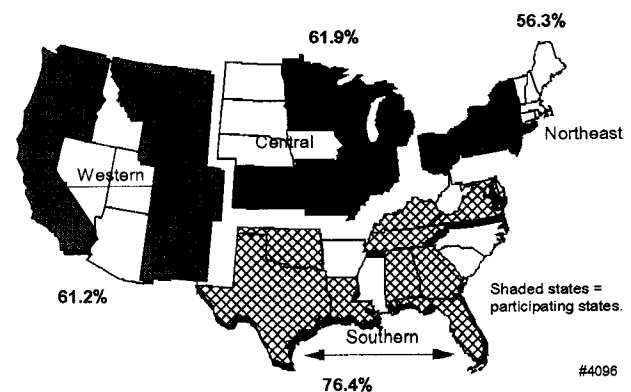 56.3%
61.9%
Northeast
Central
Western
61.2%
Shaded states =
participating states.
Southern
76.4%
#4096